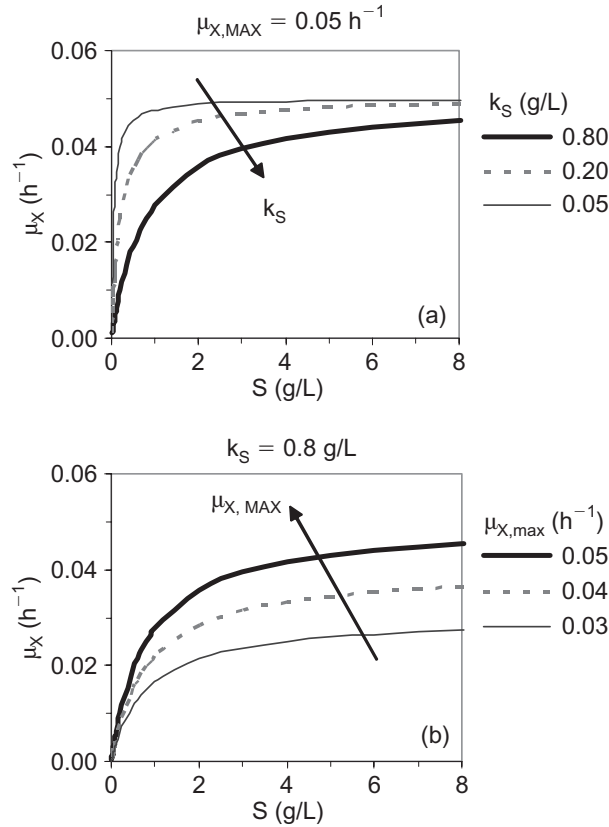 μX,MAX = 0.05 h−1
0.06
0.04
0.02
0.00
μX (h−1)
kS
(a)
0 2 4 6 8
S (g/L)
kS (g/L)
0.80
0.20
0.05
kS = 0.8 g/L
0.06
0.04
0.02
0.00
μX (h−1)
μX, MAX
(b)
0 2 4 6 8
S (g/L)
μX,max (h−1)
0.05
0.04
0.03